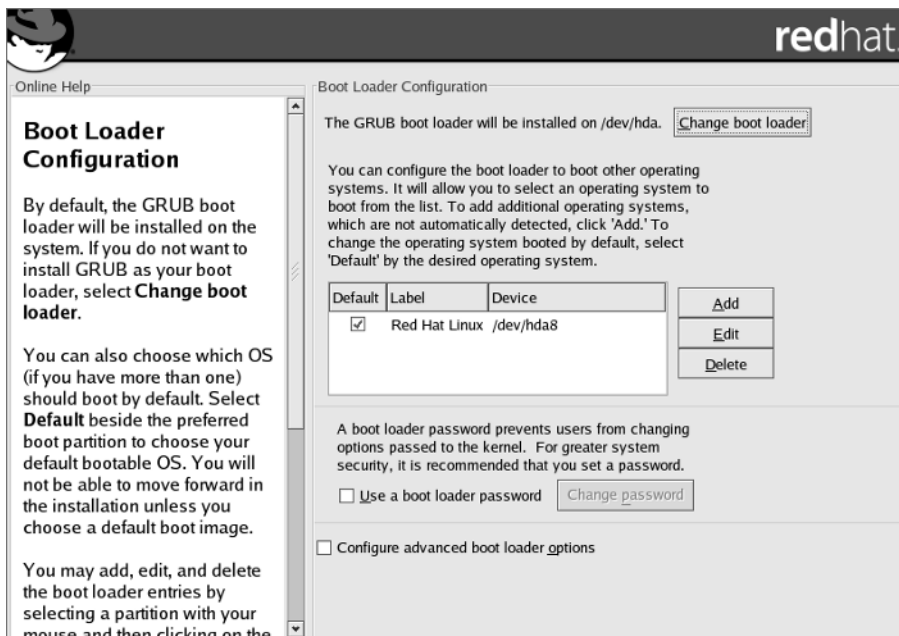 redhat.
Online Help
Boot Loader
Configuration
By default, the GRUB boot
loader will be installed on the
system. If you do not want to
install GRUB as your boot
loader, select Change boot
loader.
You can also choose which OS
(if you have more than one)
should boot by default. Select
Default beside the preferred
boot partition to choose your
default bootable OS. You will
not be able to move forward in
the installation unless you
choose a default boot image.
You may add, edit, and delete
the boot loader entries by
selecting a partition with your
mouse and then clicking on the
Boot Loader Configuration
The GRUB boot loader will be installed on /dev/hda. Change boot loader
You can configure the boot loader to boot other operating
systems. It will allow you to select an operating system to
boot from the list. To add additional operating systems,
which are not automatically detected, click 'Add.' To
change the operating system booted by default, select
'Default' by the desired operating system.
Default Label Device
Red Hat Linux /dev/hda8
Add
Edit
Delete
A boot loader password prevents users from changing
options passed to the kernel. For greater system
security, it is recommended that you set a password.
Use a boot loader password Change password
Configure advanced boot loader options